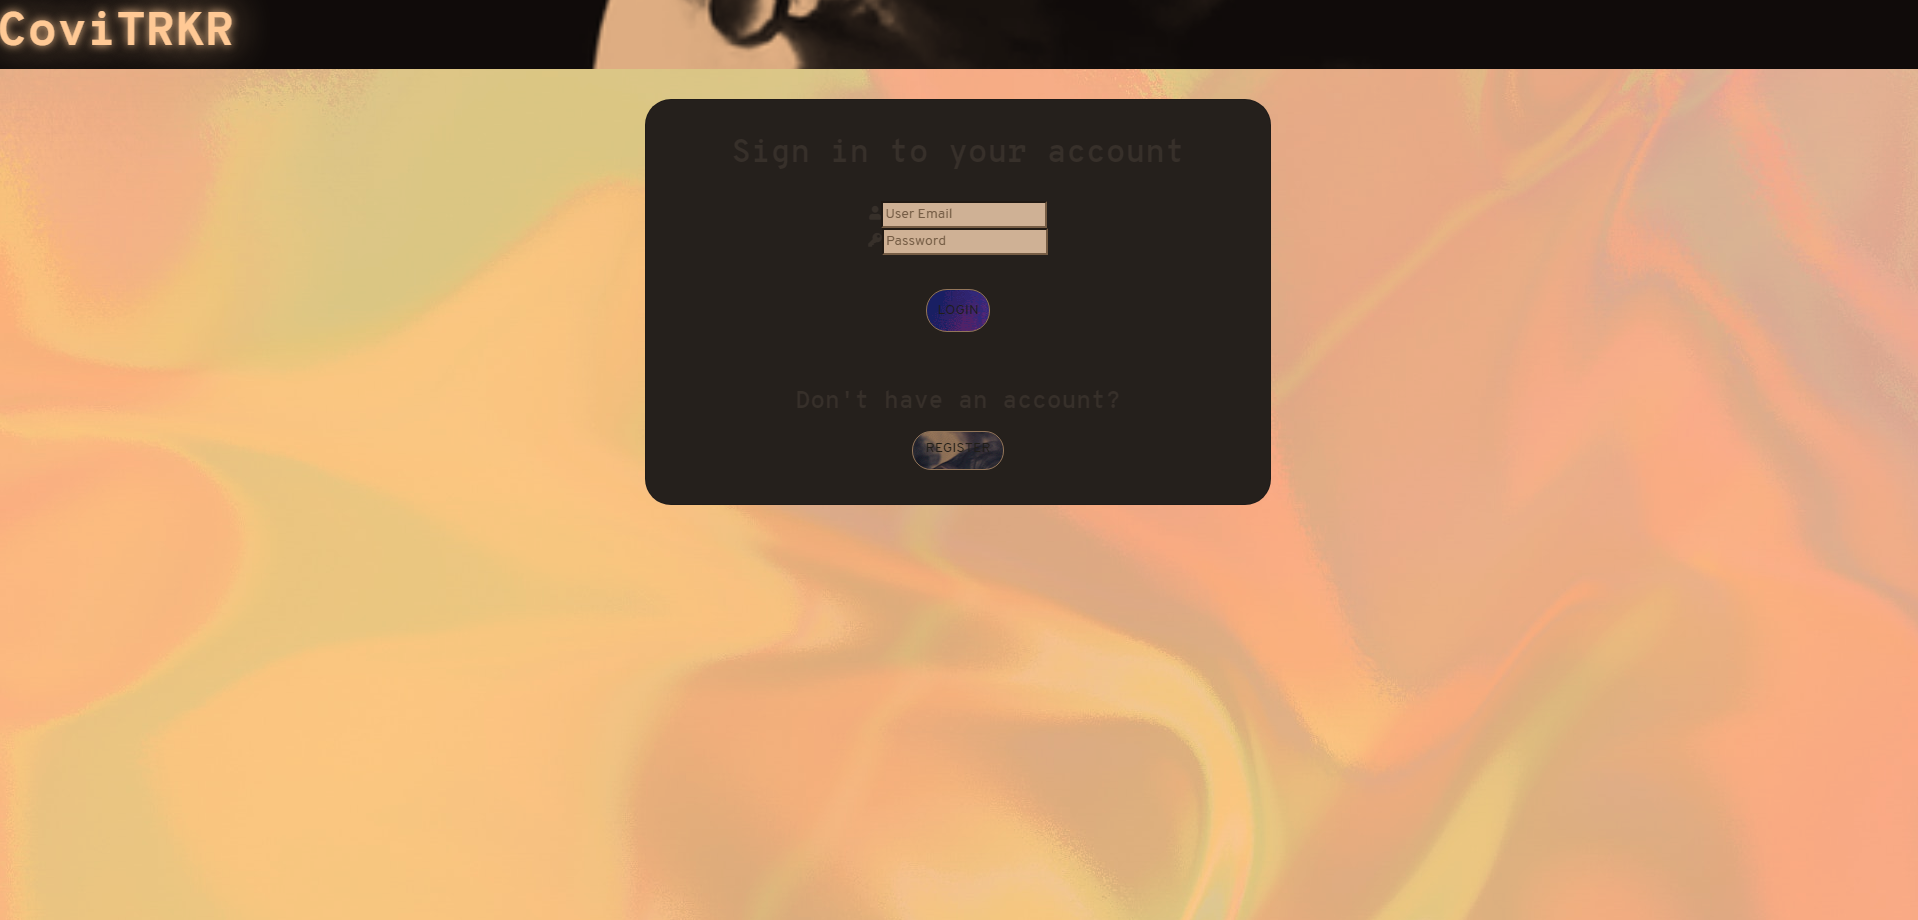 CoviTRKR
Sign in to your account
User Email
Password
LOGIN
Don't have an account?
REGISTER